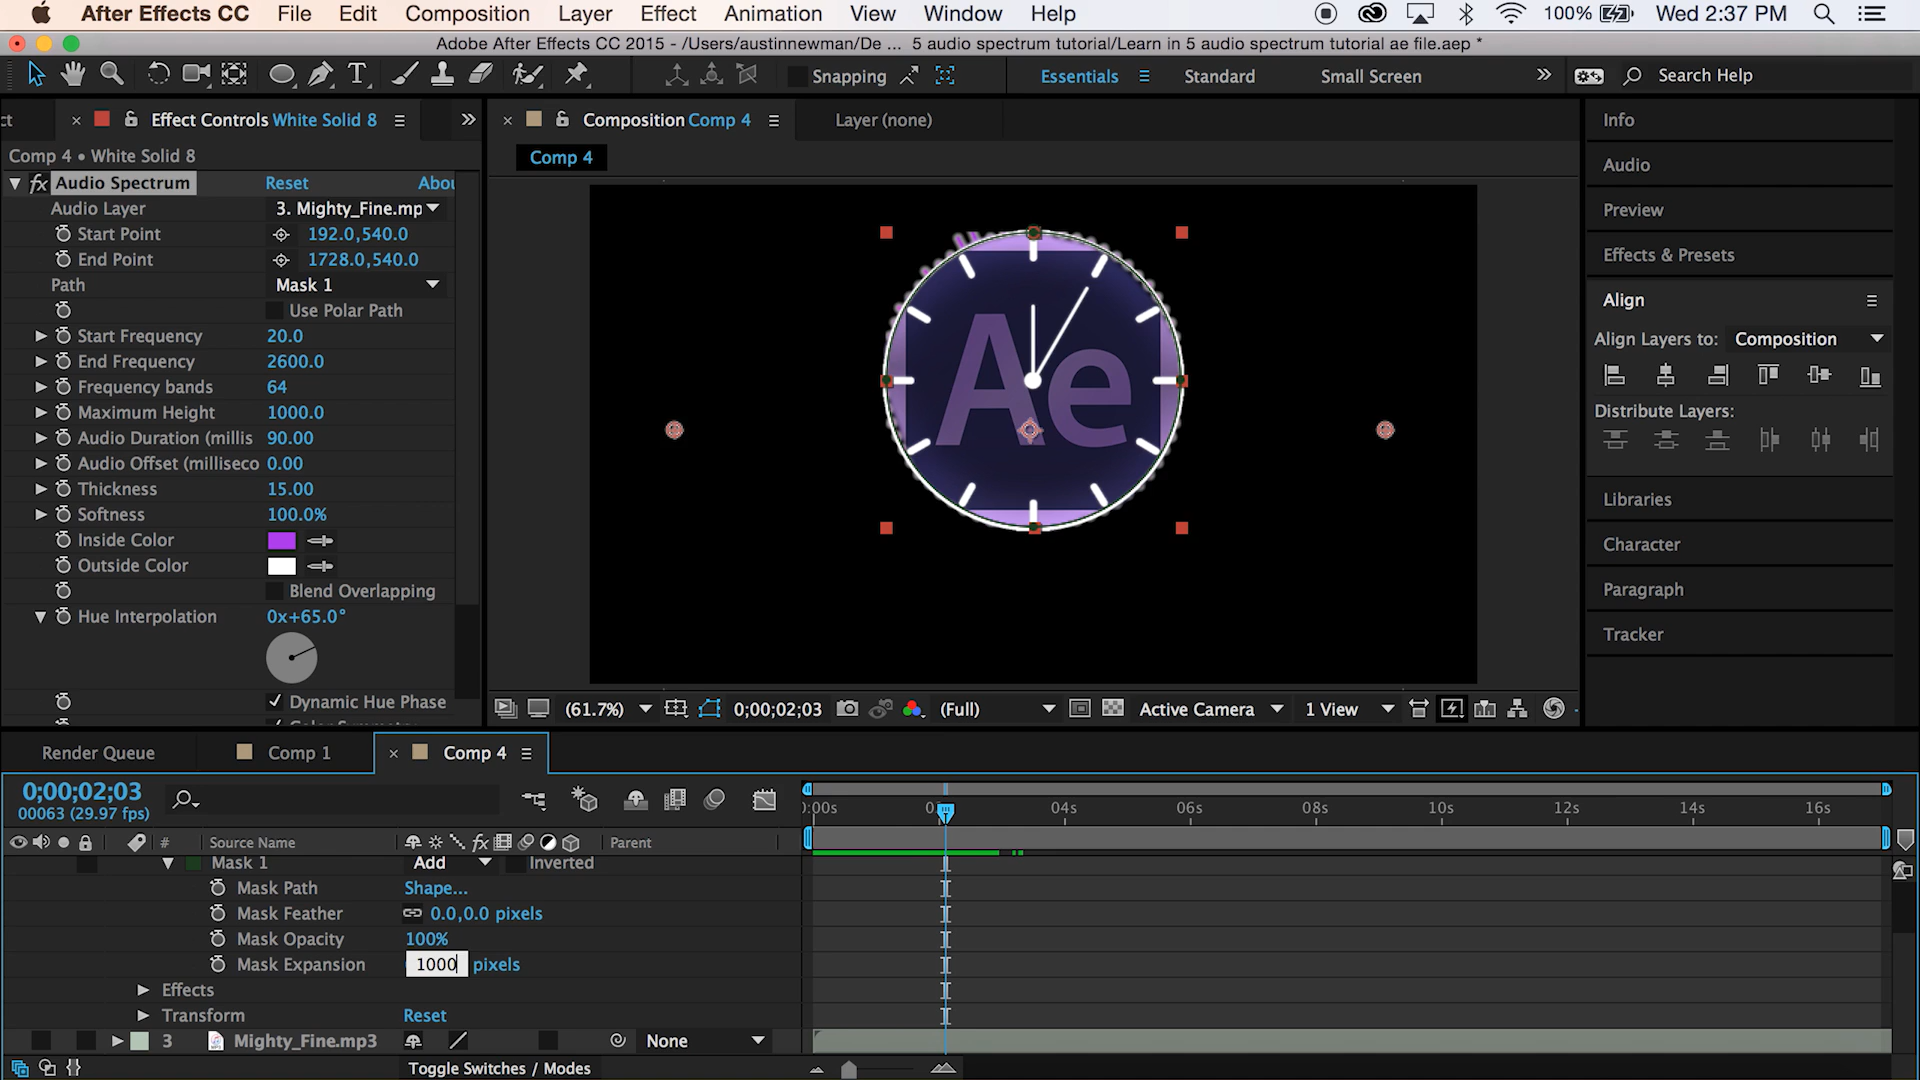 After Effects CC File Edit Composition Layer Effect Animation View Window Help 100% Wed 2:37 PM
Adobe After Effects CC 2015 - /Users/austinnewman/De ... 5 audio spectrum tutorial/Learn in 5 audio spectrum tutorial ae file.aep *
T Snapping Essentials Standard Small Screen » Search Help
ct × Effect Controls White Solid 8 » × Composition Comp 4 Layer (none) Info
Comp 4 • White Solid 8 Comp 4
fx Audio Spectrum Reset Abou
Audio Layer 3. Mighty_Fine.mp
Start Point 192.0,540.0
End Point 1728.0,540.0
Path Mask 1
Use Polar Path
Start Frequency 20.0
End Frequency 2600.0
Frequency bands 64
Maximum Height 1000.0
Audio Duration (millis 90.00
Audio Offset (milliseco 0.00
Thickness 15.00
Softness 100.0%
Inside Color
Outside Color
Blend Overlapping
Hue Interpolation 0x+65.0°
Dynamic Hue Phase
Color Symmetry
Ae
Audio
Preview
Effects & Presets
Align
Align Layers to: Composition
Distribute Layers:
Libraries
Character
Paragraph
Tracker
(61.7%) 0;00;02;03 (Full) Active Camera 1 View
Render Queue Comp 1 × Comp 4
0;00;02;03
00063 (29.97 fps)
):00s 0 04s 06s 08s 10s 12s 14s 16s
# Source Name fx Parent
Mask 1 Add Inverted
Mask Path Shape...
Mask Feather 0.0,0.0 pixels
Mask Opacity 100%
Mask Expansion 1000 pixels
Effects
Transform Reset
3 Mighty_Fine.mp3 None
Toggle Switches / Modes